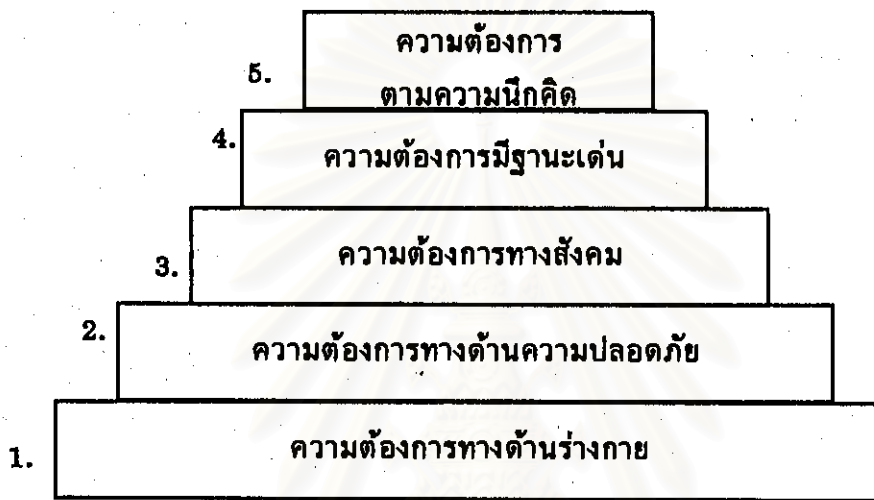 5. ความต้องการ
ตามความนึกคิด
4. ความต้องการมีฐานะเด่น
3. ความต้องการทางสังคม
2. ความต้องการทางด้านความปลอดภัย
1. ความต้องการทางด้านร่างกาย